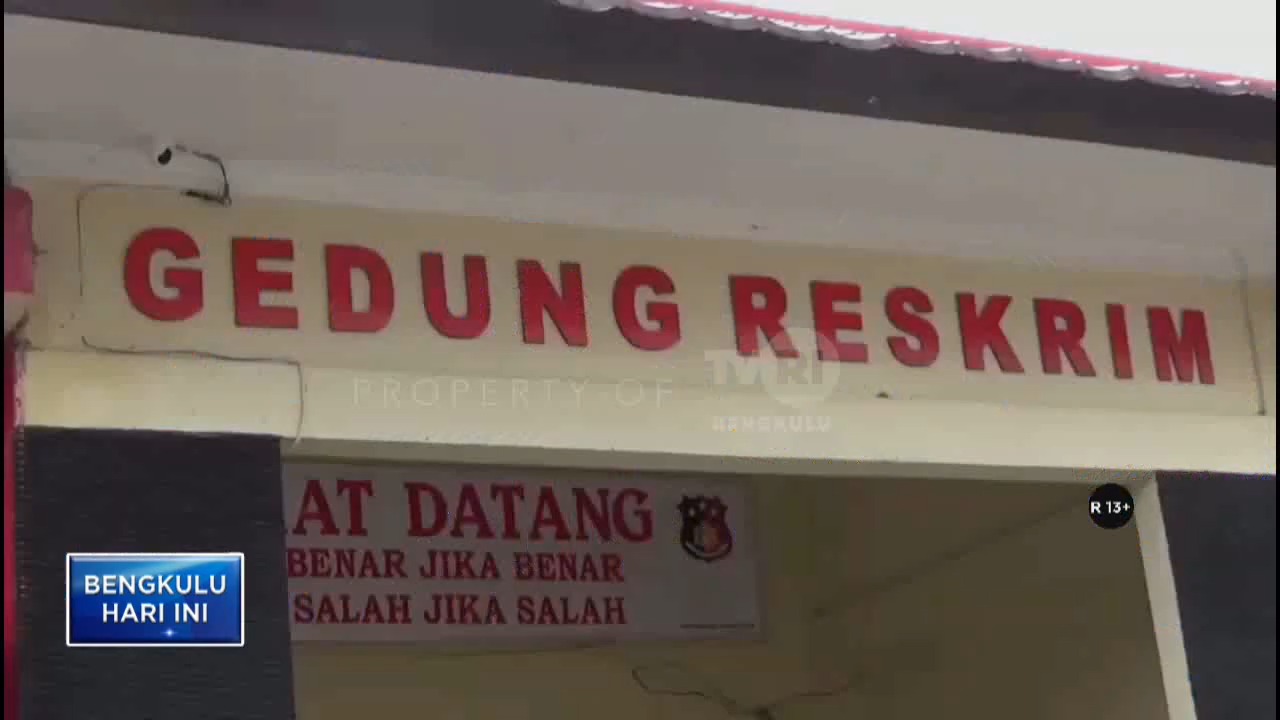 GEDUNG RESKRIM
PROPERTY OF TVRI
BENGKULU
R 13+
AT DATANG
BENAR JIKA BENAR
SALAH JIKA SALAH
BENGKULU
HARI INI